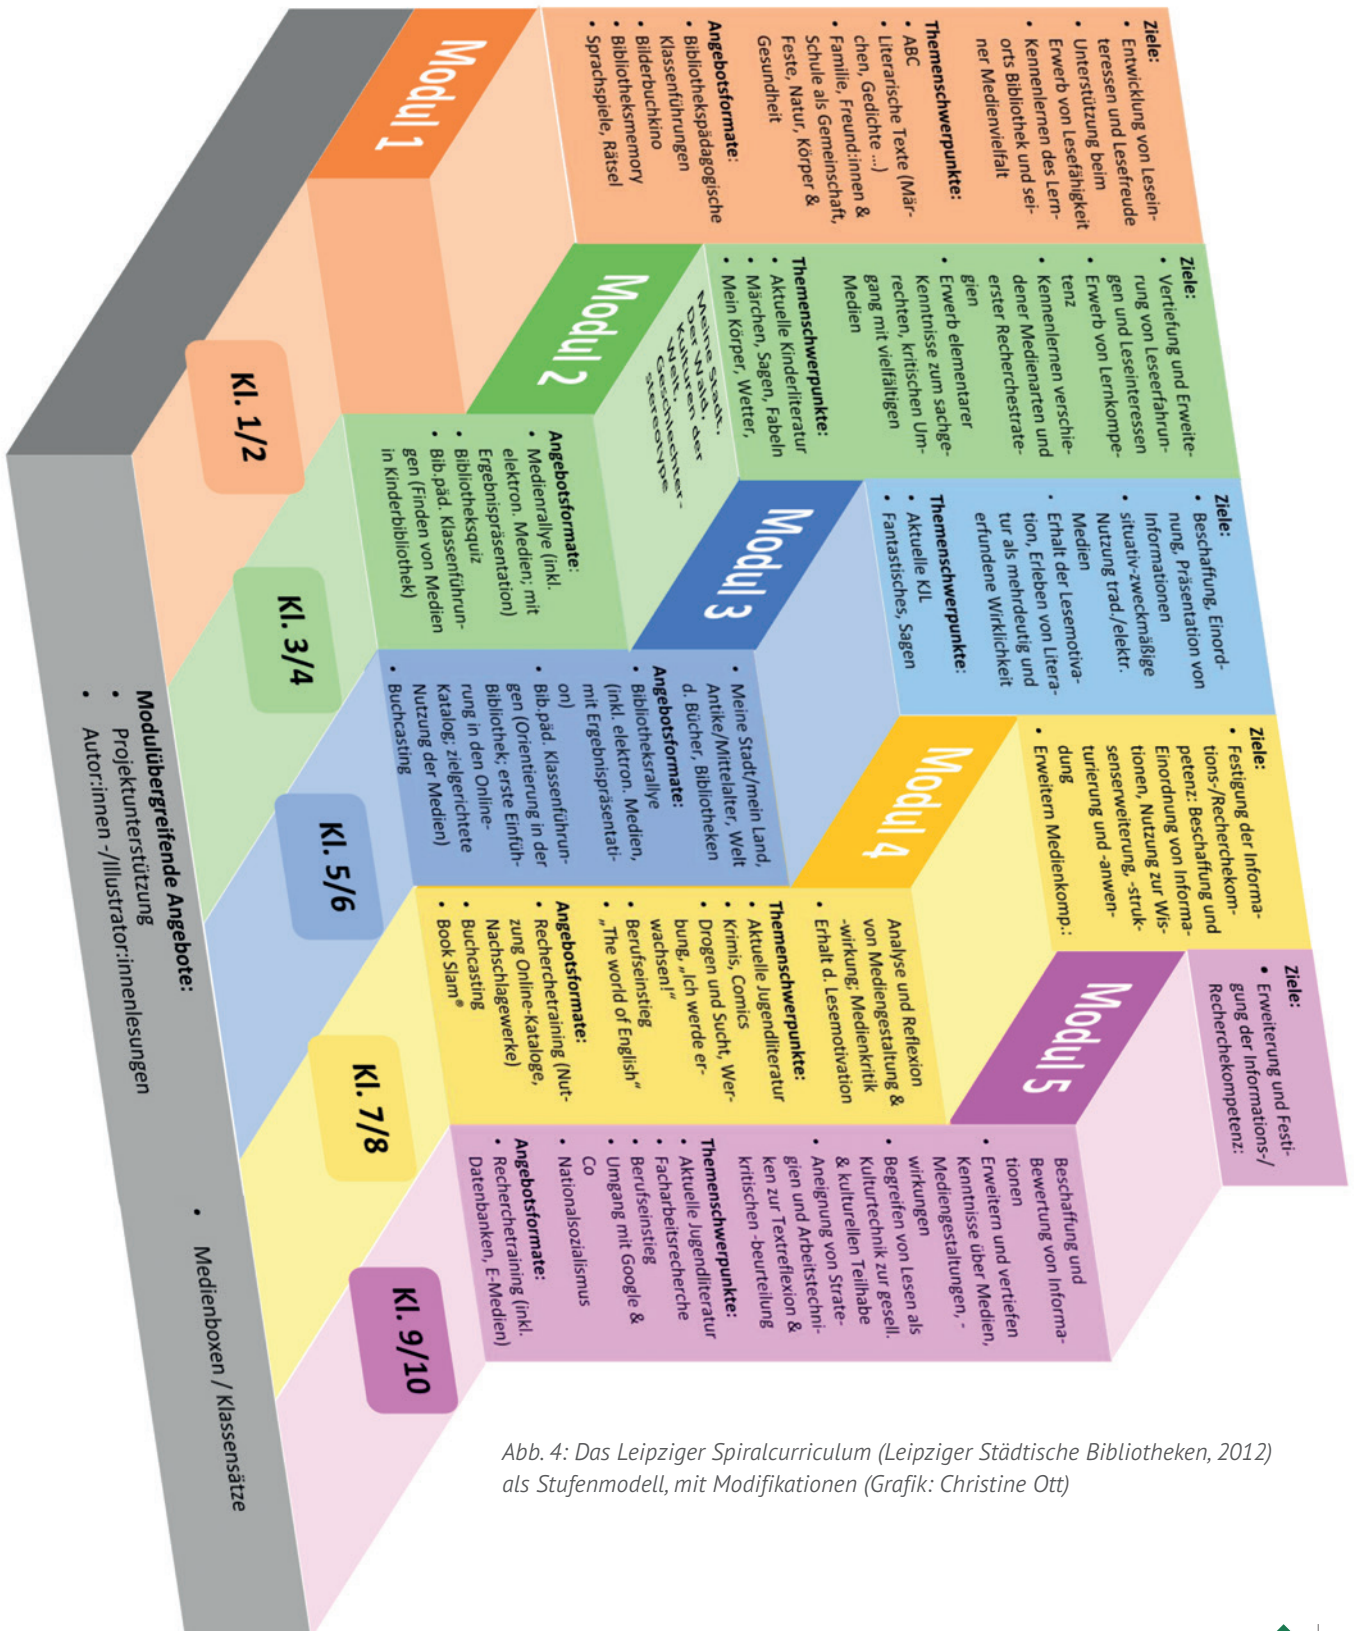 Modul 1
Ziele:
• Entwicklung von Lesein-
teressen und Lesefreude
• Unterstützung beim
Erwerb von Lesefähigkeit
• Kennenlernen des Lern-
orts Bibliothek und sei-
ner Medienvielfalt
Themenschwerpunkte:
• ABC
• Literarische Texte (Mär-
chen, Gedichte ...)
• Familie, Freund:innen &
Schule als Gemeinschaft,
Feste, Natur, Körper &
Gesundheit
Angebotsformate:
• Bibliothekspädagogische
Klassenführungen
• Bilderbuchkino
• Bibliotheksmemory
• Sprachspiele, Rätsel
Kl. 1/2
Modul 2
Ziele:
• Vertiefung und Erweite-
rung von Leseerfahrun-
gen und Leseinteressen
• Erwerb von Lernkompe-
tenz
• Kennenlernen verschie-
dener Medienarten und
erster Recherchestrate-
gien
• Erwerb elementarer
Kenntnisse zum sachge-
rechten, kritischen Um-
gang mit vielfältigen
Medien
Themenschwerpunkte:
• Aktuelle Kinderliteratur
• Märchen, Sagen, Fabeln
• Mein Körper, Wetter,
Meine Stadt,
Der Wald,
Kulturen der
Welt,
Geschlechter-
stereotype
Angebotsformate:
• Medienrallye (inkl.
elektron. Medien; mit
Ergebnispräsentation)
• Bibliotheksquiz
• Bib.päd. Klassenführun-
gen (Finden von Medien
in Kinderbibliothek)
Kl. 3/4
Modul 3
Ziele:
• Beschaffung, Einord-
nung, Präsentation von
Informationen
• situativ-zweckmäßige
Nutzung trad./elektr.
Medien
• Erhalt der Lesemotiva-
tion, Erleben von Litera-
tur als mehrdeutig und
erfundene Wirklichkeit
Themenschwerpunkte:
• Aktuelle KJL
• Fantastisches, Sagen
• Meine Stadt/mein Land,
Antike/Mittelalter, Welt
d. Bücher, Bibliotheken
Angebotsformate:
• Bibliotheksrallye
(inkl. elektron. Medien,
mit Ergebnispräsentati-
on)
• Bib.päd. Klassenführun-
gen (Orientierung in der
Bibliothek; erste Einfüh-
rung in den Online-
Katalog; zielgerichtete
Nutzung der Medien)
• Buchcasting
Kl. 5/6
Modul 4
Ziele:
• Festigung der Informa-
tions-/Recherchekom-
petenz: Beschaffung und
Einordnung von Informa-
tionen, Nutzung zur Wis-
senserweiterung, -struk-
turierung und -anwen-
dung
• Erweitern Medienkomp.:
Analyse und Reflexion
von Mediengestaltung &
-wirkung; Medienkritik
• Erhalt d. Lesemotivation
Themenschwerpunkte:
• Aktuelle Jugendliteratur
• Krimis, Comics
• Drogen und Sucht, Wer-
bung, „Ich werde er-
wachsen!“
• Berufseinstieg
• „The world of English“
Angebotsformate:
• Recherchetraining (Nut-
zung Online-Kataloge,
Nachschlagewerke)
• Buchcasting
• Book Slam®
Kl. 7/8
Modul 5
Ziele:
• Erweiterung und Festi-
gung der Informations-/
Recherchekompetenz:
Beschaffung und
Bewertung von Informa-
tionen
• Erweitern und vertiefen
Kenntnisse über Medien,
Mediengestaltungen, -
wirkungen
• Begreifen von Lesen als
Kulturtechnik zur gesell.
& kulturellen Teilhabe
• Aneignung von Strate-
gien und Arbeitstechni-
ken zur Textreflexion &
kritischen -beurteilung
Themenschwerpunkte:
• Aktuelle Jugendliteratur
• Facharbeitsrecherche
• Berufseinstieg
• Umgang mit Google &
Co
• Nationalsozialismus
Angebotsformate:
• Recherchetraining (inkl.
Datenbanken, E-Medien)
Kl. 9/10
Modulübergreifende Angebote:
• Projektunterstützung
• Autor:innen -/Illustrator:innenlesungen
• Medienboxen / Klassensätze
Abb. 4: Das Leipziger Spiralcurriculum (Leipziger Städtische Bibliotheken, 2012)
als Stufenmodell, mit Modifikationen (Grafik: Christine Ott)